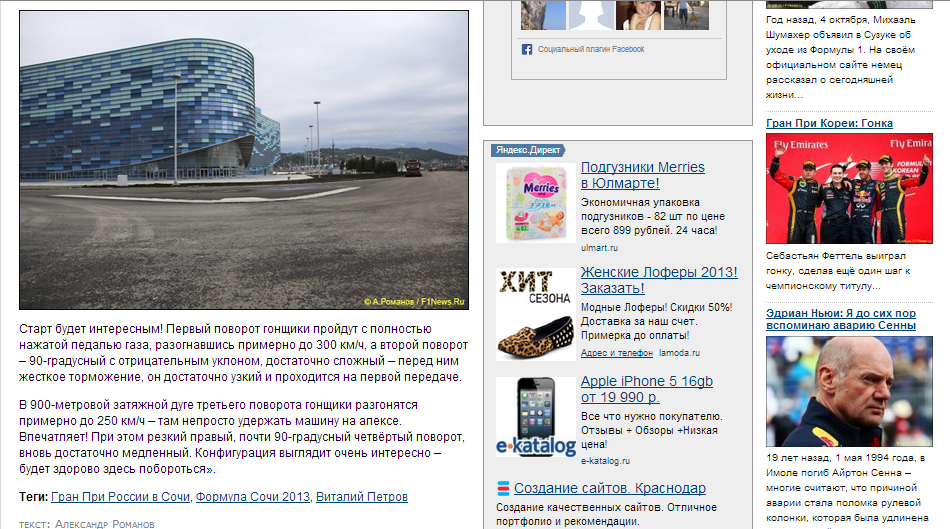 © А.Романов / F1News.Ru
Старт будет интересным! Первый поворот гонщики пройдут с полностью
нажатой педалью газа, разогнавшись примерно до 300 км/ч, а второй поворот
– 90-градусный с отрицательным уклоном, достаточно сложный – перед ним
жесткое торможение, он достаточно узкий и проходится на первой передаче.
В 900-метровой затяжной дуге третьего поворота гонщики разгонятся
примерно до 250 км/ч – там непросто удержать машину на апексе.
Впечатляет! При этом резкий правый, почти 90-градусный четвёртый поворот,
вновь достаточно медленный. Конфигурация выглядит очень интересно –
будет здорово здесь побороться».
Теги: Гран При России в Сочи, Формула Сочи 2013, Виталий Петров
текст: Александр Романов
Социальный плагин Facebook
Яндекс.Директ
Merries
Подгузники Merries
в Юлмарте!
Экономичная упаковка
подгузников - 82 шт по цене
всего 899 рублей. 24 часа!
ulmart.ru
ХИТ
СЕЗОНА
Женские Лоферы 2013!
Заказать!
Модные Лоферы! Скидки 50%!
Доставка за наш счет.
Примерка до оплаты!
Адрес и телефон lamoda.ru
e-katalog
Apple iPhone 5 16gb
от 19 990 р.
Все что нужно покупателю.
Отзывы + Обзоры +Низкая
цена!
e-katalog.ru
Создание сайтов. Краснодар
Создание качественных сайтов. Отличное
портфолио и рекомендации.
Год назад, 4 октября, Михаэль
Шумахер объявил в Сузуке об
уходе из Формулы 1. На своём
официальном сайте немец
рассказал о сегодняшней
жизни...
Гран При Кореи: Гонка
Fly Emirates
Fly Emirates
FORMULA
KOREAN
Себастьян Феттель выиграл
гонку, сделав ещё один шаг к
чемпионскому титулу...
Эдриан Ньюи: Я до сих пор
вспоминаю аварию Сенны
19 лет назад, 1 мая 1994 года, в
Имоле погиб Айртон Сенна –
многие считают, что причиной
аварии стала поломка рулевой
колонки, которая была удлинена